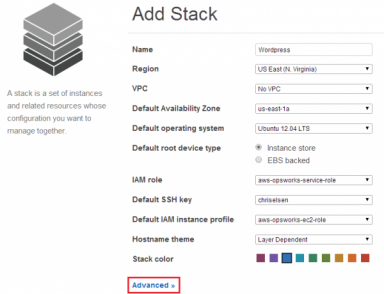 Add Stack
A stack is a set of instances
and related resources whose
configuration you want to
manage together.
Name Wordpress
Region US East (N. Virginia)
VPC No VPC
Default Availability Zone us-east-1a
Default operating system Ubuntu 12.04 LTS
Default root device type Instance store
EBS backed
IAM role aws-opsworks-service-role
Default SSH key chriselsen
Default IAM instance profile aws-opsworks-ec2-role
Hostname theme Layer Dependent
Stack color
Advanced »